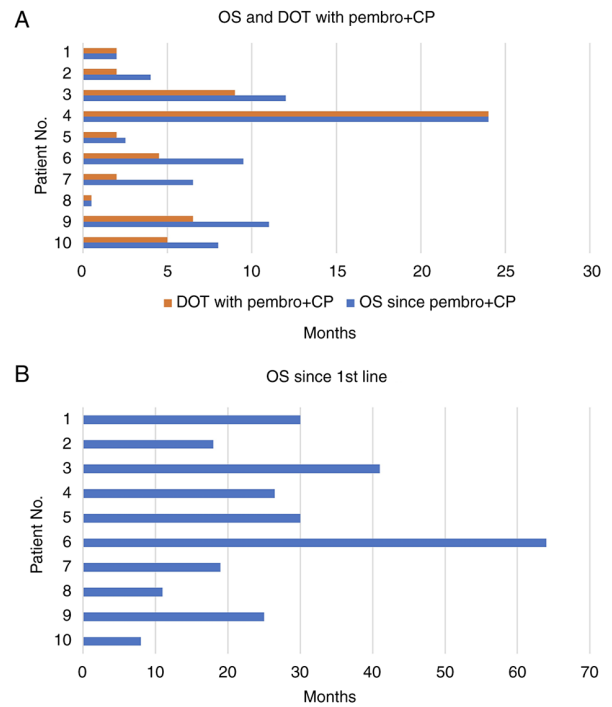 A
OS and DOT with pembro+CP
Patient No.
1
2
3
4
5
6
7
8
9
10
0 5 10 15 20 25 30
DOT with pembro+CP OS since pembro+CP
Months
B
OS since 1st line
Patient No.
1
2
3
4
5
6
7
8
9
10
0 10 20 30 40 50 60 70
Months